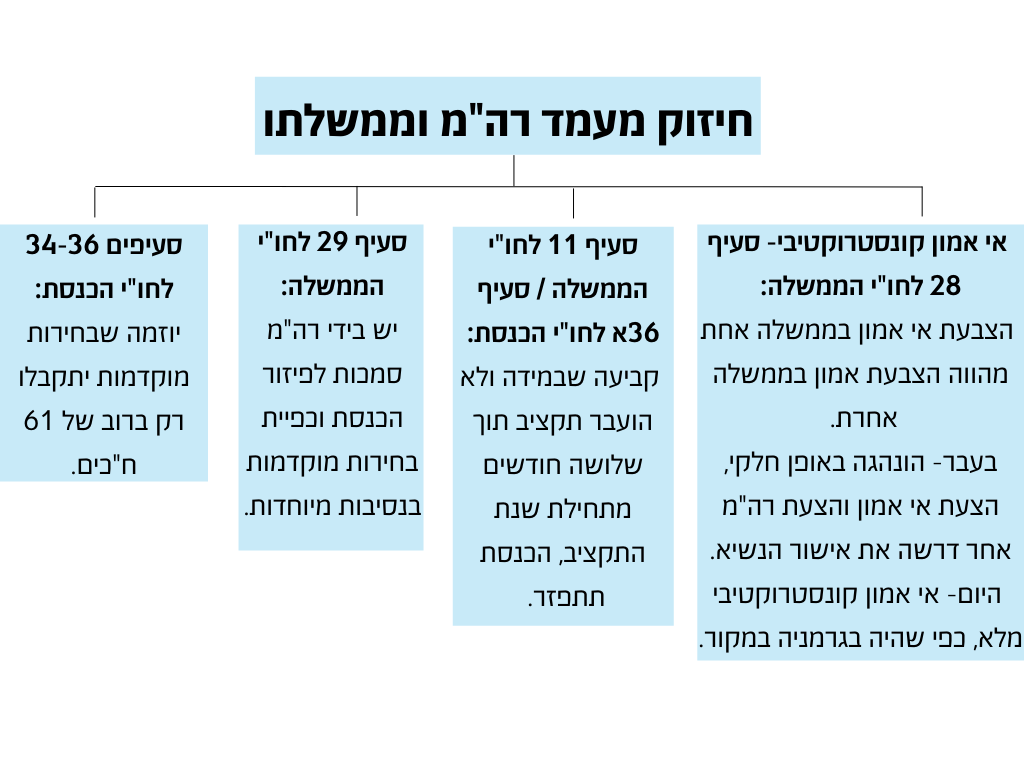 חיזוק מעמד רה"מ וממשלתו
אי אמון קונסטרוקטיבי- סעיף
28 לחו"י הממשלה:
הצבעת אי אמון בממשלה אחת
מהווה הצבעת אמון בממשלה
אחרת.
בעבר- הונהגה באופן חלקי,
הצעת אי אמון והצעת רה"מ
אחר דרשה את אישור הנשיא.
היום- אי אמון קונסטרוקטיבי
מלא, כפי שהיה בגרמניה במקור.
סעיף 11 לחו"י
הממשלה / סעיף
36א לחו"י הכנסת:
קביעה שבמידה ולא
הועבר תקציב תוך
שלושה חודשים
מתחילת שנת
התקציב, הכנסת
תתפזר.
סעיף 29 לחו"י
הממשלה:
יש בידי רה"מ
סמכות לפיזור
הכנסת וכפיית
בחירות מוקדמות
בנסיבות מיוחדות.
סעיפים 34-36
לחו"י הכנסת:
יוזמה שבחירות
מוקדמות יתקבלו
רק ברוב של 61
ח"כים.